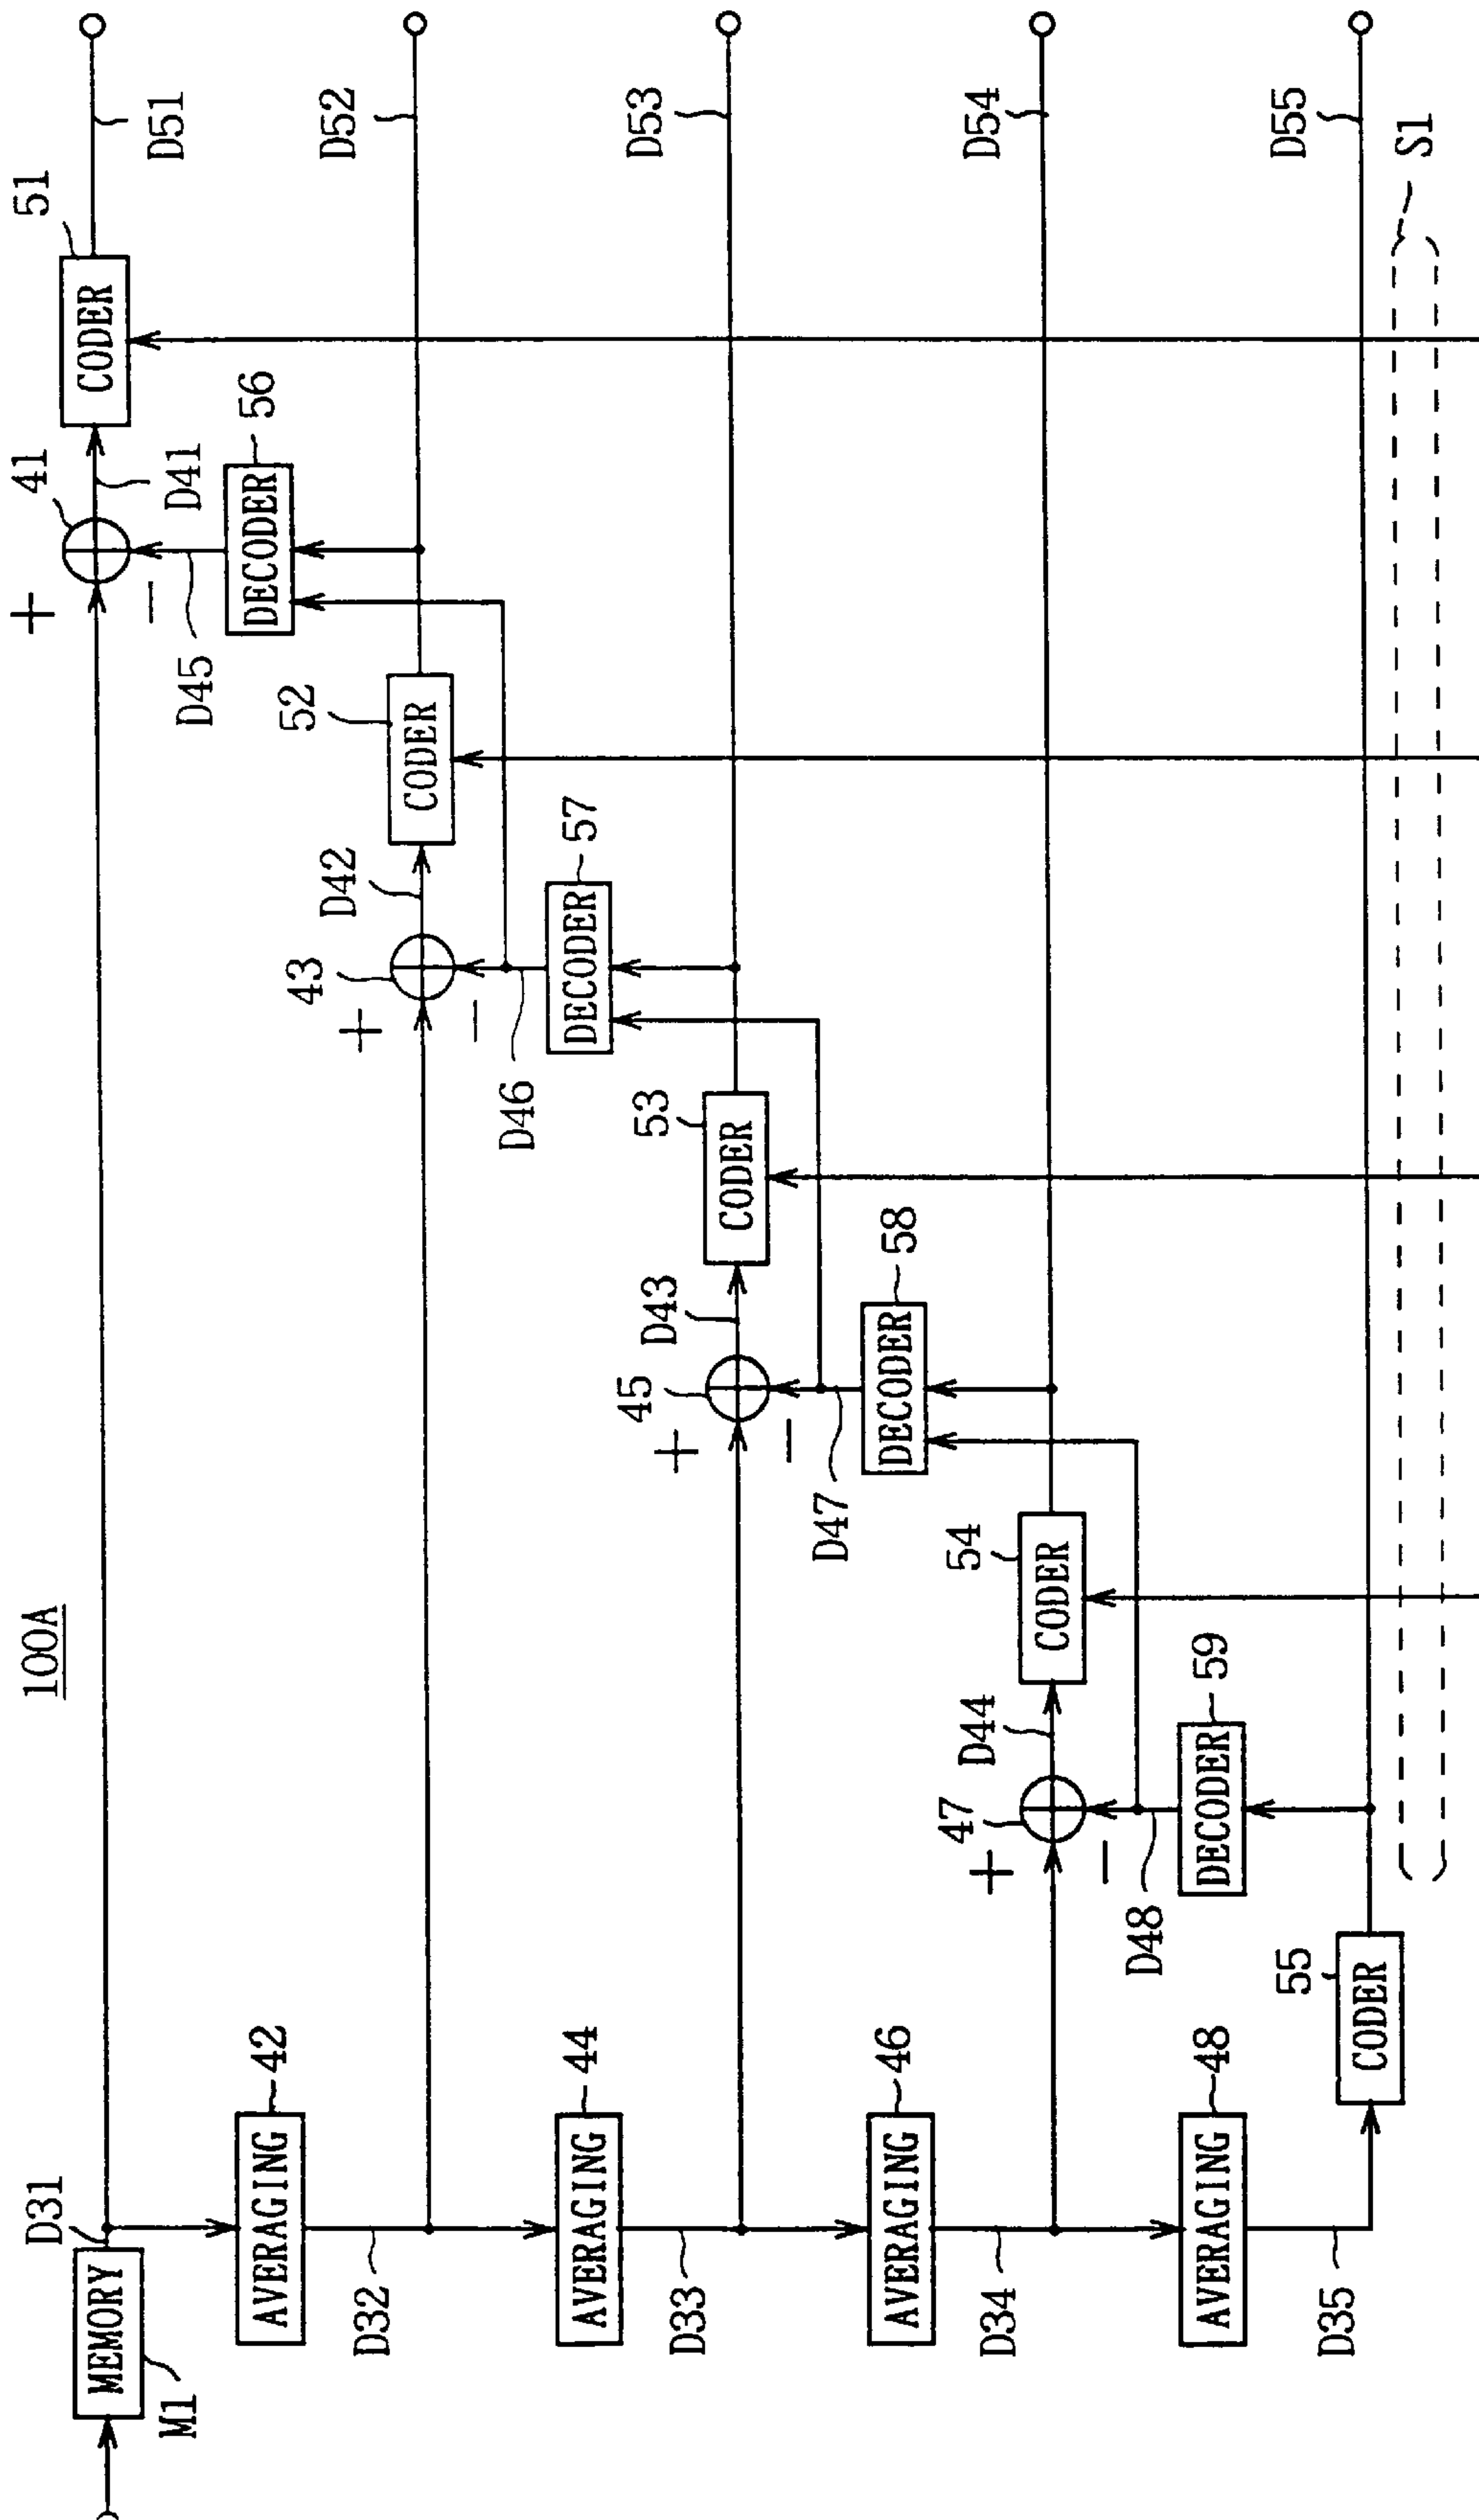 100A
MEMORY
M1
D31
+
−
41
D41
D45
CODER
51
D51
AVERAGING
42
D32
+
−
43
D42
D46
CODER
52
DECODER
56
D52
AVERAGING
44
D33
+
−
45
D43
D47
CODER
53
DECODER
57
D53
AVERAGING
46
D34
+
−
47
D44
D48
CODER
54
DECODER
58
D54
AVERAGING
48
D35
CODER
55
DECODER
59
D55
S1